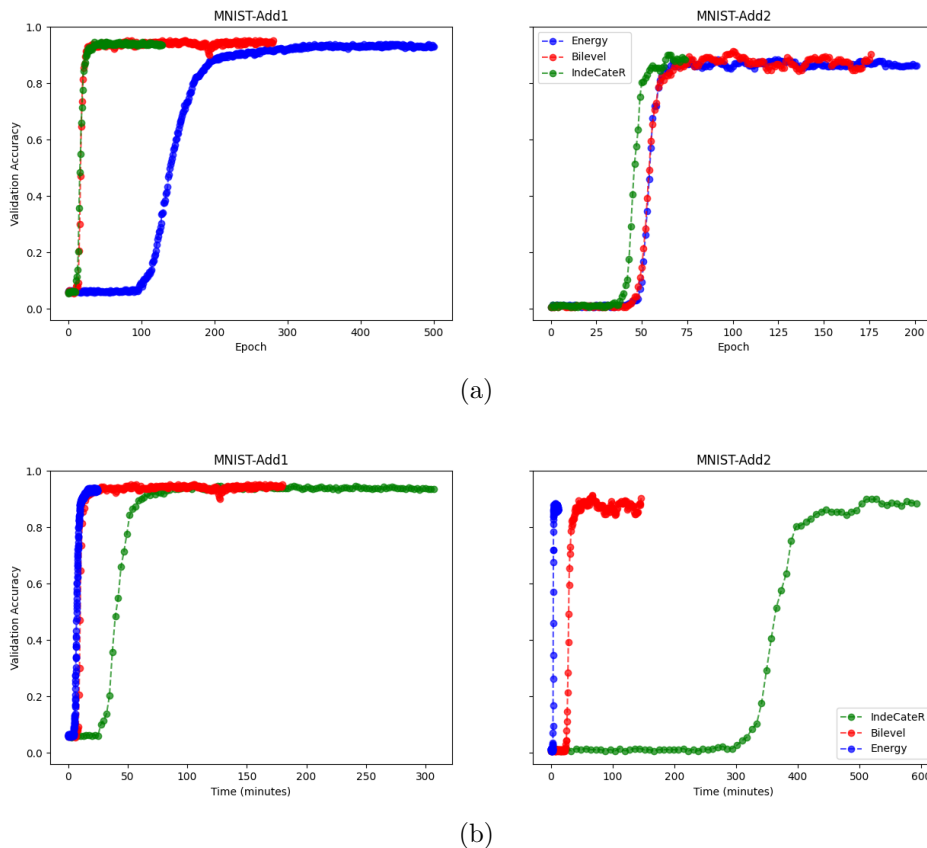 MNIST-Add1
1.0
0.8
0.6
0.4
0.2
0.0
Validation Accuracy
0 100 200 300 400 500
Epoch
MNIST-Add2
Energy
Bilevel
IndeCateR
0 25 50 75 100 125 150 175 200
Epoch
(a)
MNIST-Add1
1.0
0.8
0.6
0.4
0.2
0.0
Validation Accuracy
0 50 100 150 200 250 300
Time (minutes)
MNIST-Add2
IndeCateR
Bilevel
Energy
0 100 200 300 400 500 600
Time (minutes)
(b)